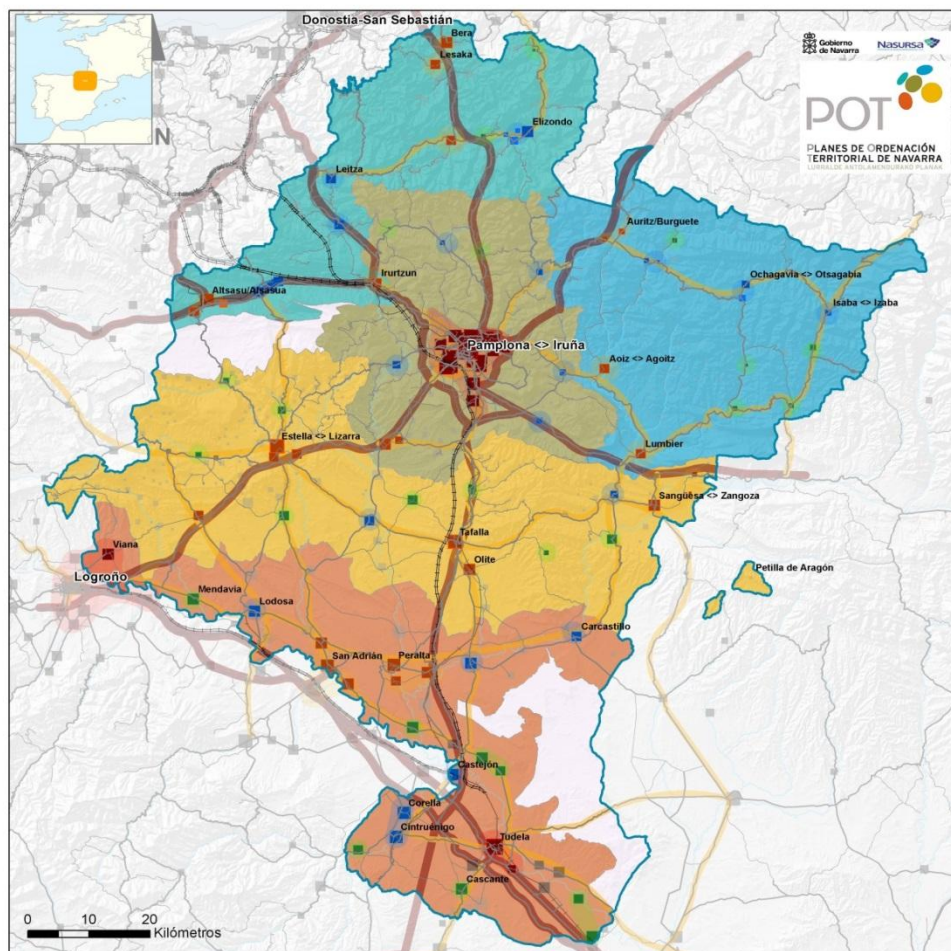 Donostia-San Sebastián
Bera
Lesaka
Gobierno
de Navarra
Nasursa
POT
PLANES DE ORDENACIÓN
TERRITORIAL DE NAVARRA
LURRALDE ANTOLAMENDURAKO PLANAK
N
Elizondo
Leitza
Auritz/Burguete
Irurtzun
Ochagavía <> Otsagabia
Altsasu/Alsasua
Isaba <> Izaba
Pamplona <> Iruña
Aoiz <> Agoitz
Estella <> Lizarra
Lumbier
Sangüesa <> Zangoza
Viana
Tafalla
Olite
Petilla de Aragón
Logroño
Mendavia
Lodosa
Carcastillo
San Adrián
Peralta
Castejón
Corella
Cintruénigo
Tudela
Cascante
0 10 20
Kilómetros